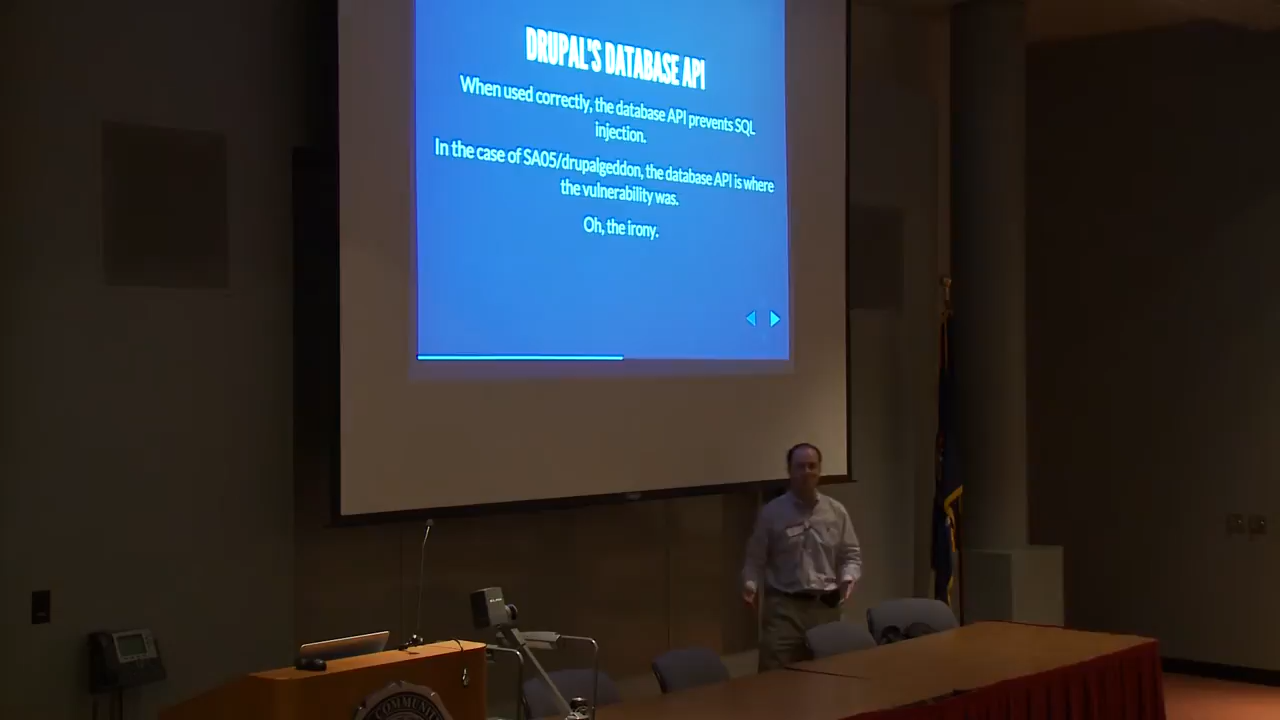 DRUPAL'S DATABASE API
When used correctly, the database API prevents SQL
injection.
In the case of SA05/drupalgeddon, the database API is where
the vulnerability was.
Oh, the irony.
COMMUNI